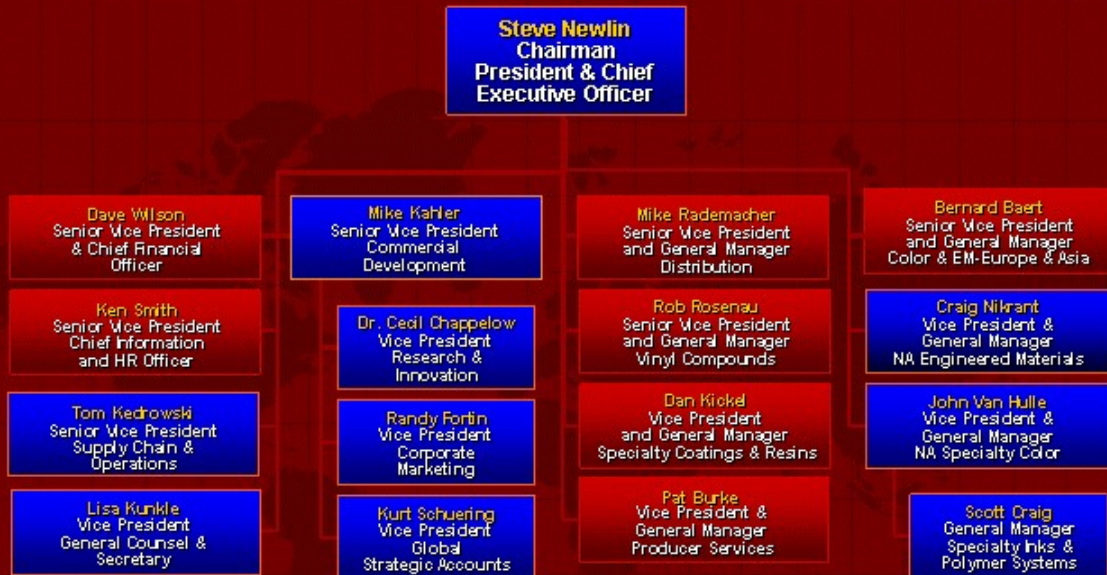 Steve Newlin
Chairman
President & Chief
Executive Officer
Dave Wilson
Senior Vice President
& Chief Financial
Officer
Mike Kahler
Senior Vice President
Commercial
Development
Mike Rademacher
Senior Vice President
and General Manager
Distribution
Bernard Baert
Senior Vice President
and General Manager
Color & EM-Europe & Asia
Ken Smith
Senior Vice President
Chief Information
and HR Officer
Dr. Cecil Chappelow
Vice President
Research &
Innovation
Rob Rosenau
Senior Vice President
and General Manager
Vinyl Compounds
Craig Nikrant
Vice President &
General Manager
NA Engineered Materials
Tom Kedrowski
Senior Vice President
Supply Chain &
Operations
Randy Fortin
Vice President
Corporate
Marketing
Dan Kickel
Vice President
and General Manager
Specialty Coatings & Resins
John Van Hulle
Vice President &
General Manager
NA Specialty Color
Lisa Kunkle
Vice President
General Counsel &
Secretary
Kurt Schuering
Vice President
Global
Strategic Accounts
Pat Burke
Vice President &
General Manager
Producer Services
Scott Craig
General Manager
Specialty Inks &
Polymer Systems